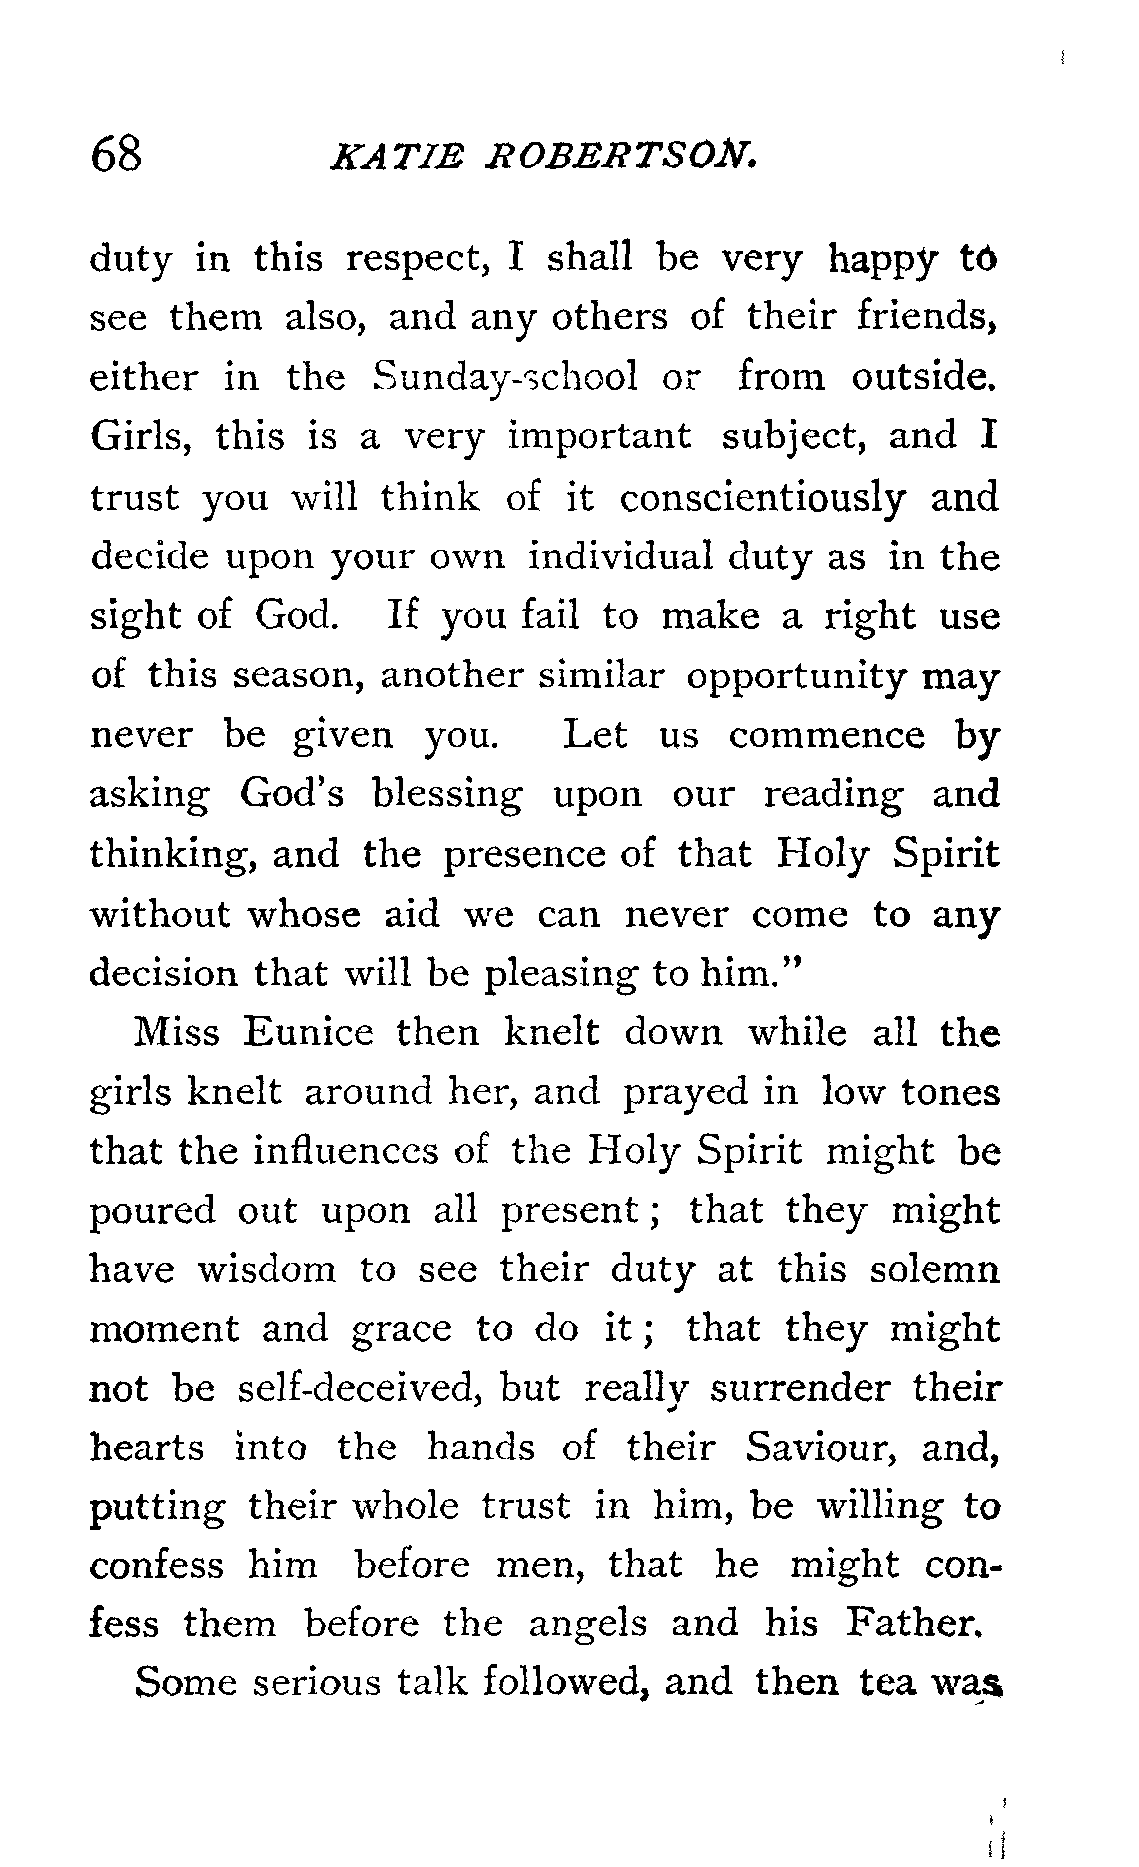 68 KATIE ROBERTSON.
duty in this respect, I shall be very happy to
see them also, and any others of their friends,
either in the Sunday-school or from outside.
Girls, this is a very important subject, and I
trust you will think of it conscientiously and
decide upon your own individual duty as in the
sight of God. If you fail to make a right use
of this season, another similar opportunity may
never be given you. Let us commence by
asking God's blessing upon our reading and
thinking, and the presence of that Holy Spirit
without whose aid we can never come to any
decision that will be pleasing to him."
Miss Eunice then knelt down while all the
girls knelt around her, and prayed in low tones
that the influences of the Holy Spirit might be
poured out upon all present ; that they might
have wisdom to see their duty at this solemn
moment and grace to do it ; that they might
not be self-deceived, but really surrender their
hearts into the hands of their Saviour, and,
putting their whole trust in him, be willing to
confess him before men, that he might con-
fess them before the angels and his Father.
Some serious talk followed, and then tea was